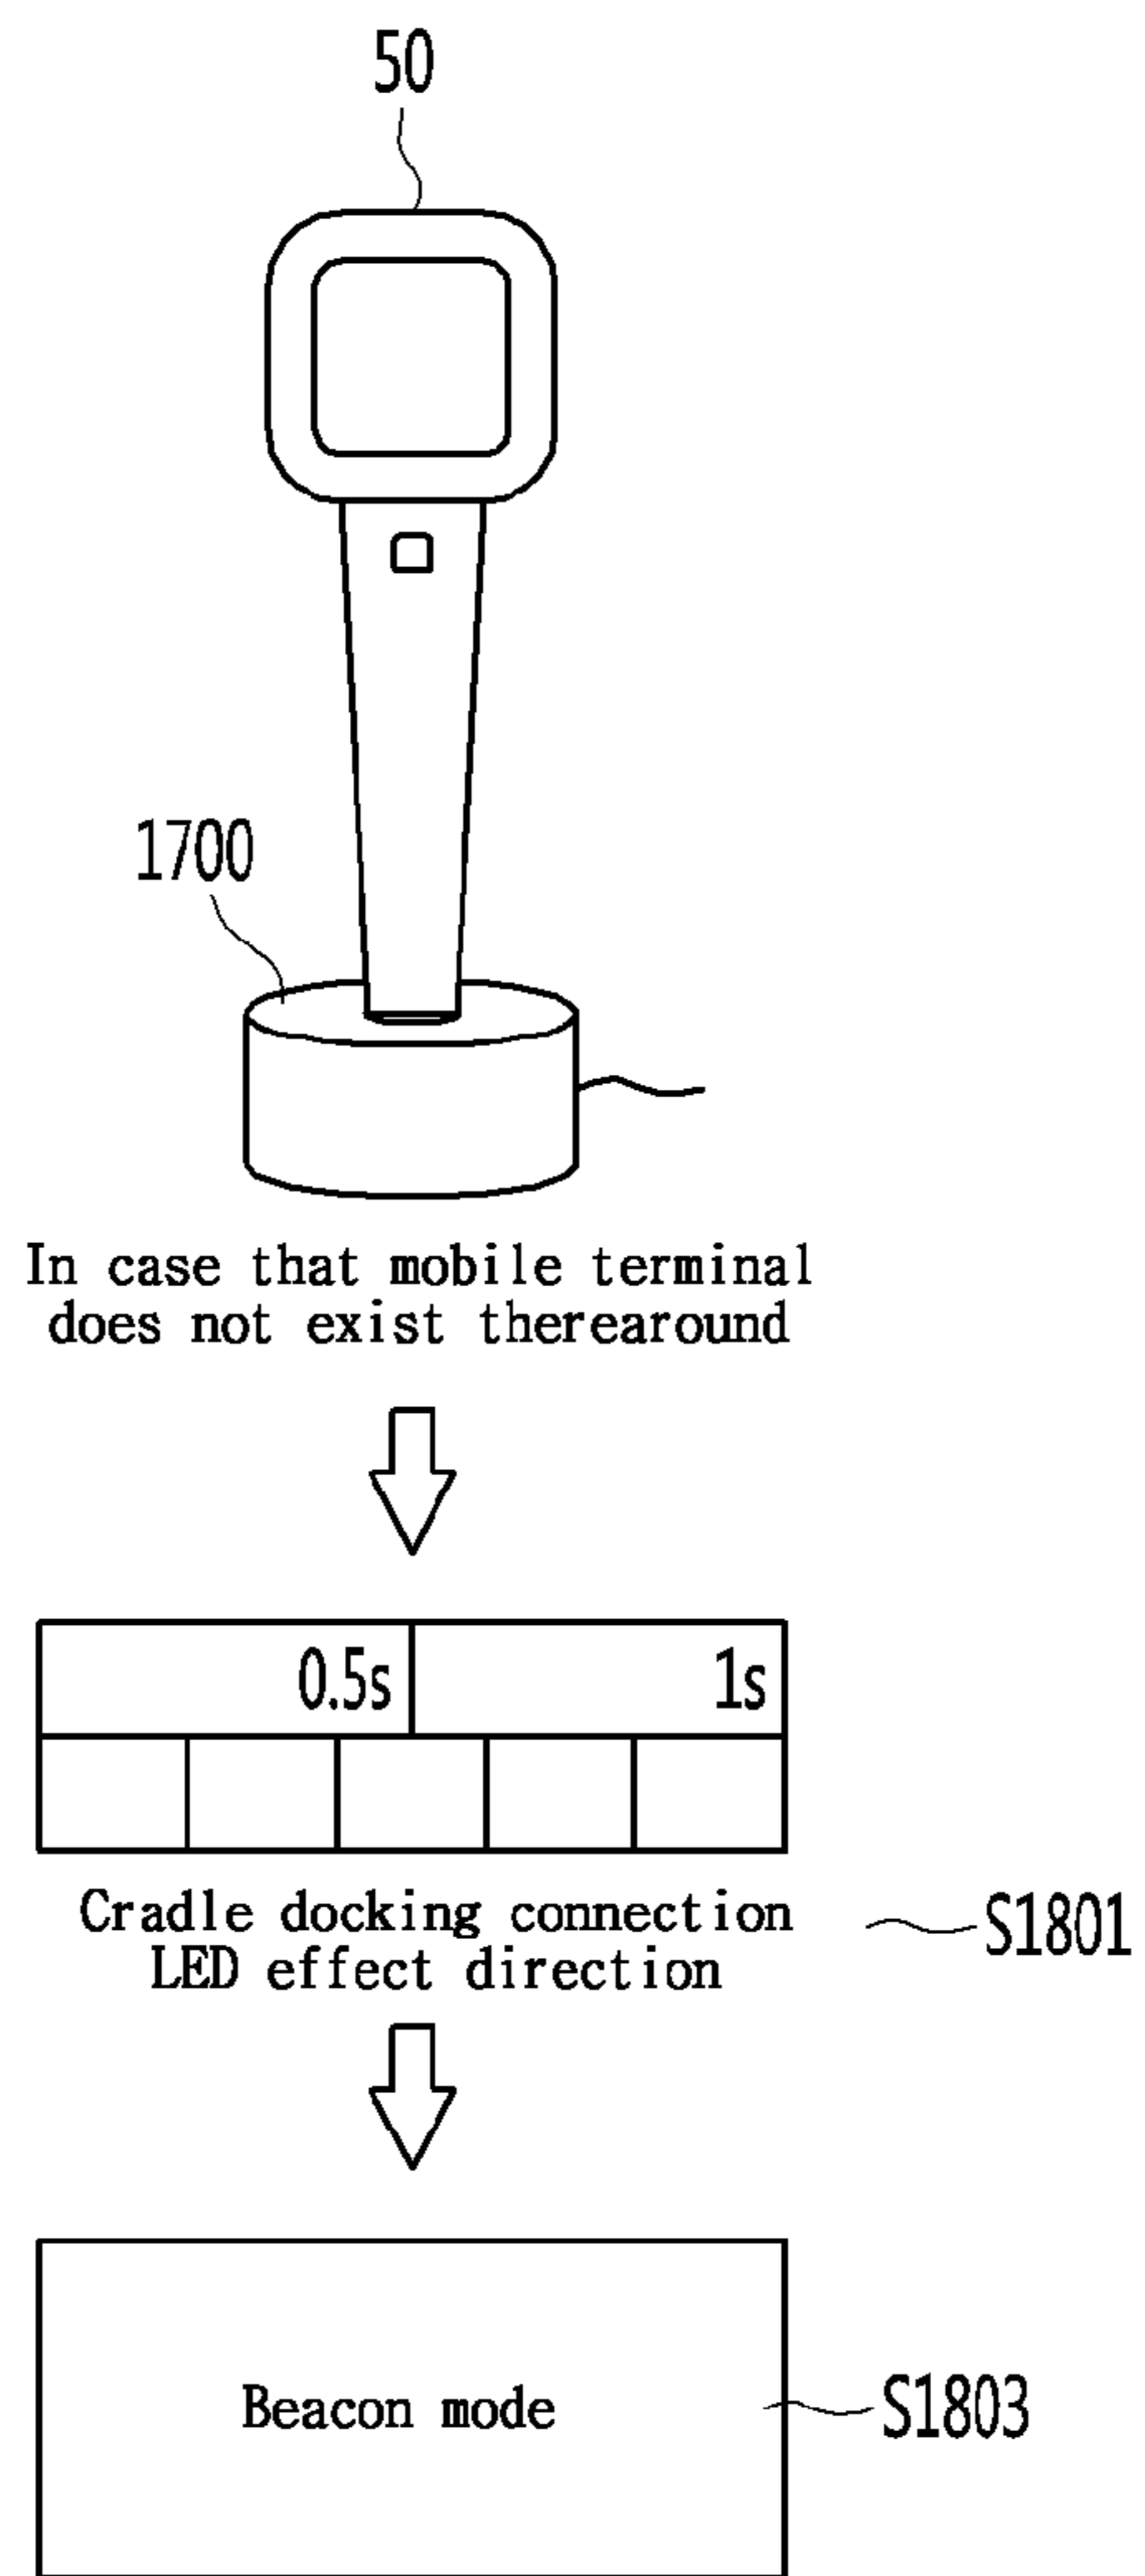 50
1700
In case that mobile terminal
does not exist therearound
0.5s 1s
Cradle docking connection
LED effect direction
S1801
Beacon mode
S1803